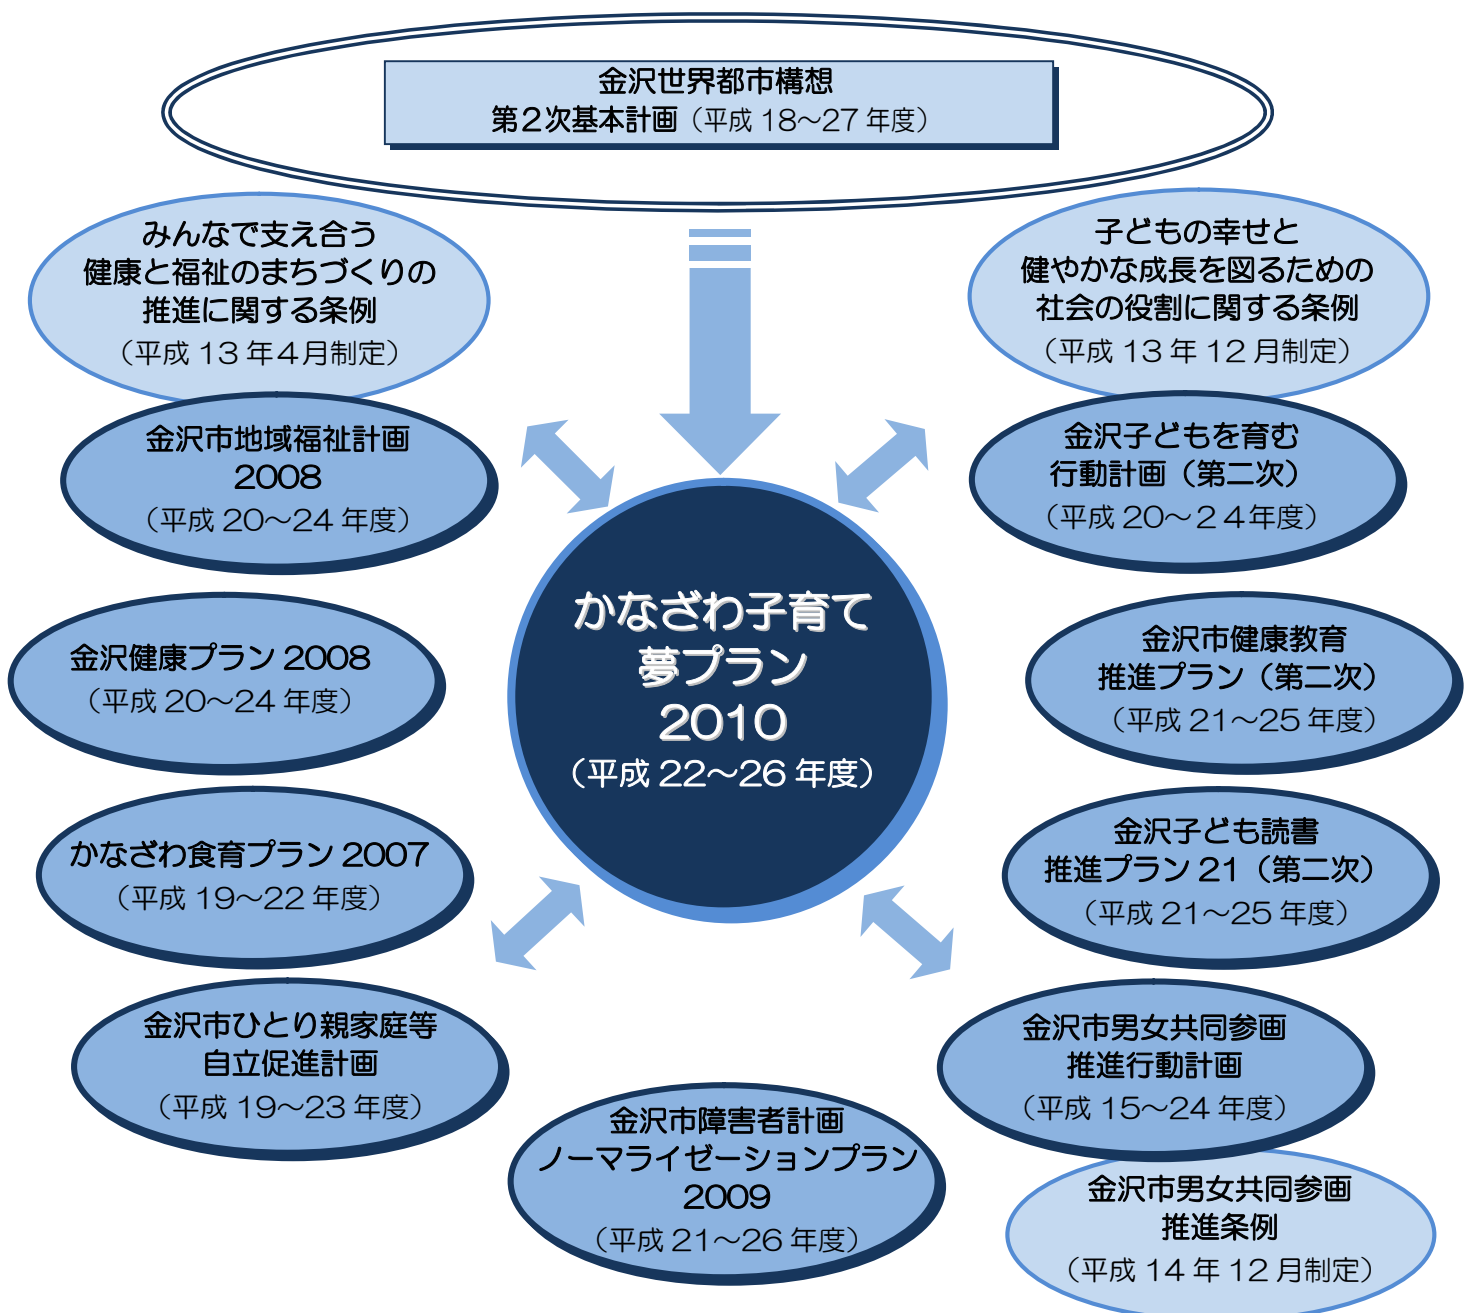 金沢世界都市構想
第2次基本計画（平成 18～27 年度）
みんなで支え合う
健康と福祉のまちづくりの
推進に関する条例
（平成 13 年4月制定）
子どもの幸せと
健やかな成長を図るための
社会の役割に関する条例
（平成 13 年 12 月制定）
金沢市地域福祉計画
2008
（平成 20～24 年度）
金沢子どもを育む
行動計画（第二次）
（平成 20～２４年度）
かなざわ子育て
夢プラン
2010
（平成 22～26 年度）
金沢健康プラン 2008
（平成 20～24 年度）
金沢市健康教育
推進プラン（第二次）
（平成 21～25 年度）
かなざわ食育プラン 2007
（平成 19～22 年度）
金沢子ども読書
推進プラン 21（第二次）
（平成 21～25 年度）
金沢市ひとり親家庭等
自立促進計画
（平成 19～23 年度）
金沢市男女共同参画
推進行動計画
（平成 15～24 年度）
金沢市障害者計画
ノーマライゼーションプラン
2009
（平成 21～26 年度）
金沢市男女共同参画
推進条例
（平成 14 年 12 月制定）